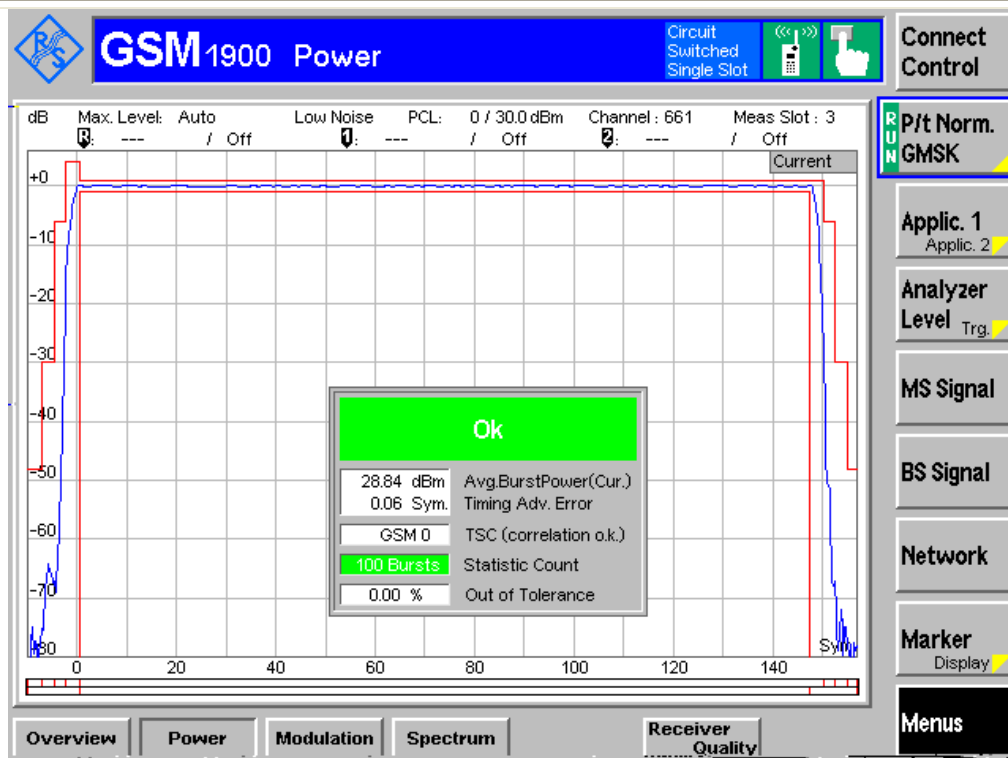 R&S
GSM 1900 Power
Circuit
Switched
Single Slot
Connect
Control
dB Max. Level: Auto Low Noise PCL: 0 / 30.0 dBm Channel : 661 Meas Slot : 3
R: --- / Off 1: --- / Off 2: --- / Off
Current
RUN
P/t Norm.
GMSK
+0
-10
-20
-30
-40
-50
-60
-70
-80
Sym
0 20 40 60 80 100 120 140
Ok
28.84 dBm Avg.BurstPower(Cur.)
0.06 Sym. Timing Adv. Error
GSM 0 TSC (correlation o.k.)
100 Bursts Statistic Count
0.00 % Out of Tolerance
Applic. 1
Applic. 2
Analyzer
Level Trg.
MS Signal
BS Signal
Network
Marker
Display
Menus
Overview Power Modulation Spectrum Receiver
Quality